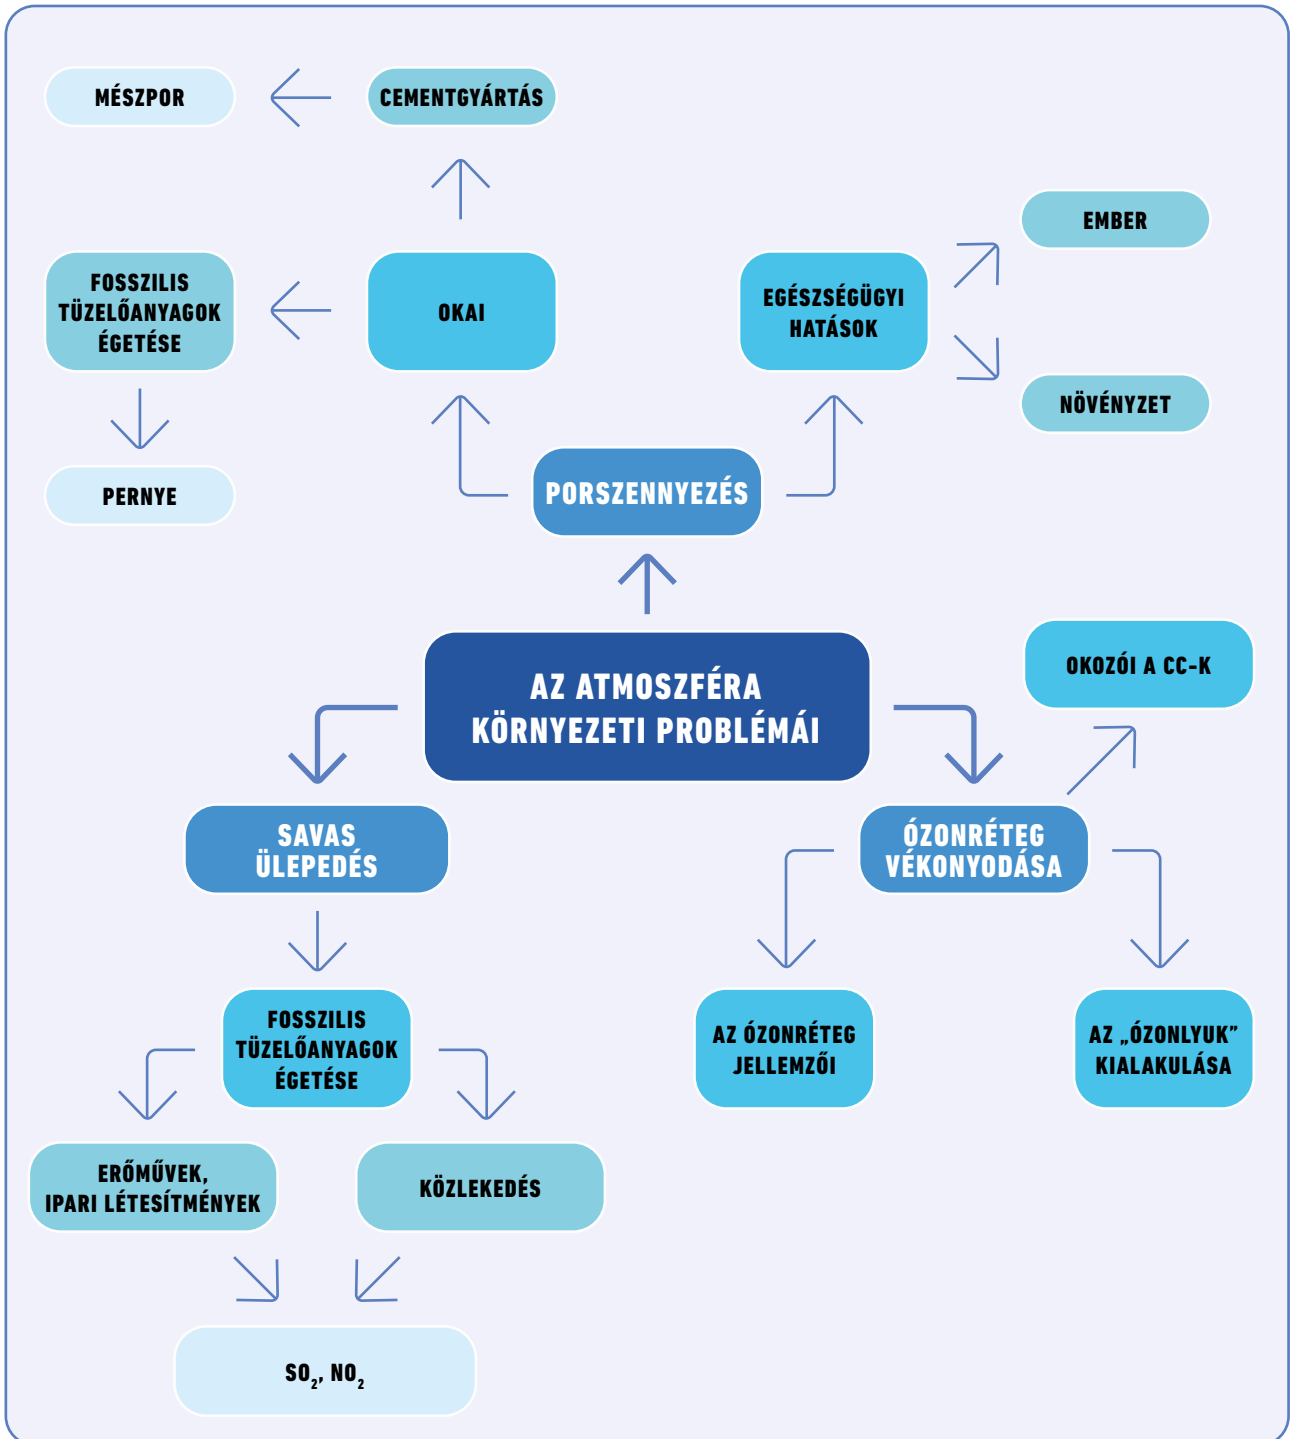 MÉSZPOR
CEMENTGYÁRTÁS
EMBER
FOSSZILIS
TÜZELŐANYAGOK
ÉGETÉSE
OKAI
EGÉSZSÉGÜGYI
HATÁSOK
NÖVÉNYZET
PERNYE
PORSZENNYEZÉS
OKOZÓI A CC-K
AZ ATMOSZFÉRA
KÖRNYEZETI PROBLÉMÁI
SAVAS
ÜLEPEDÉS
ÓZONRÉTEG
VÉKONYODÁSA
FOSSZILIS
TÜZELŐANYAGOK
ÉGETÉSE
AZ ÓZONRÉTEG
JELLEMZŐI
AZ „ÓZONLYUK”
KIALAKULÁSA
ERŐMŰVEK,
IPARI LÉTESÍTMÉNYEK
KÖZLEKEDÉS
SO₂, NO₂